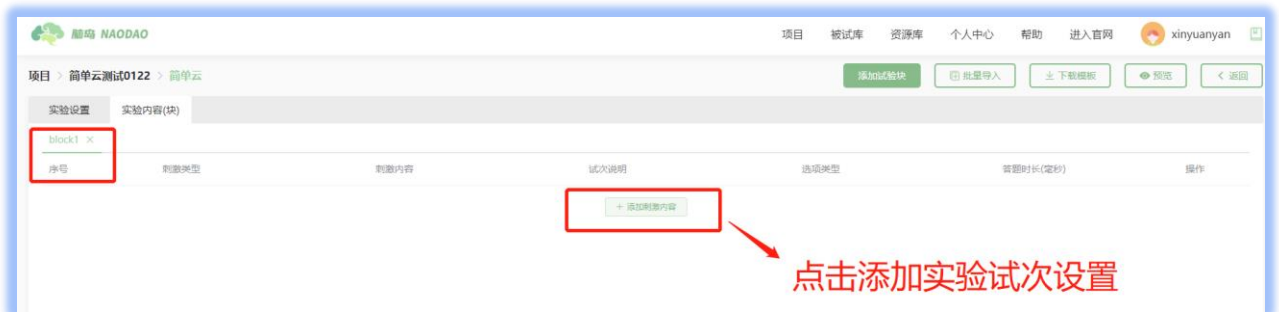 脑岛 NAODAO
项目 被试库 资源库 个人中心 帮助 进入官网 xinyuanyan
项目 > 简单云测试0122 > 简单云
添加试验块 批量导入 下载模板 预览 < 返回
实验设置 实验内容(块)
block1 ×
序号 刺激类型 刺激内容 试次说明 选项类型 答题时长(毫秒) 操作
+ 添加刺激内容
点击添加实验试次设置